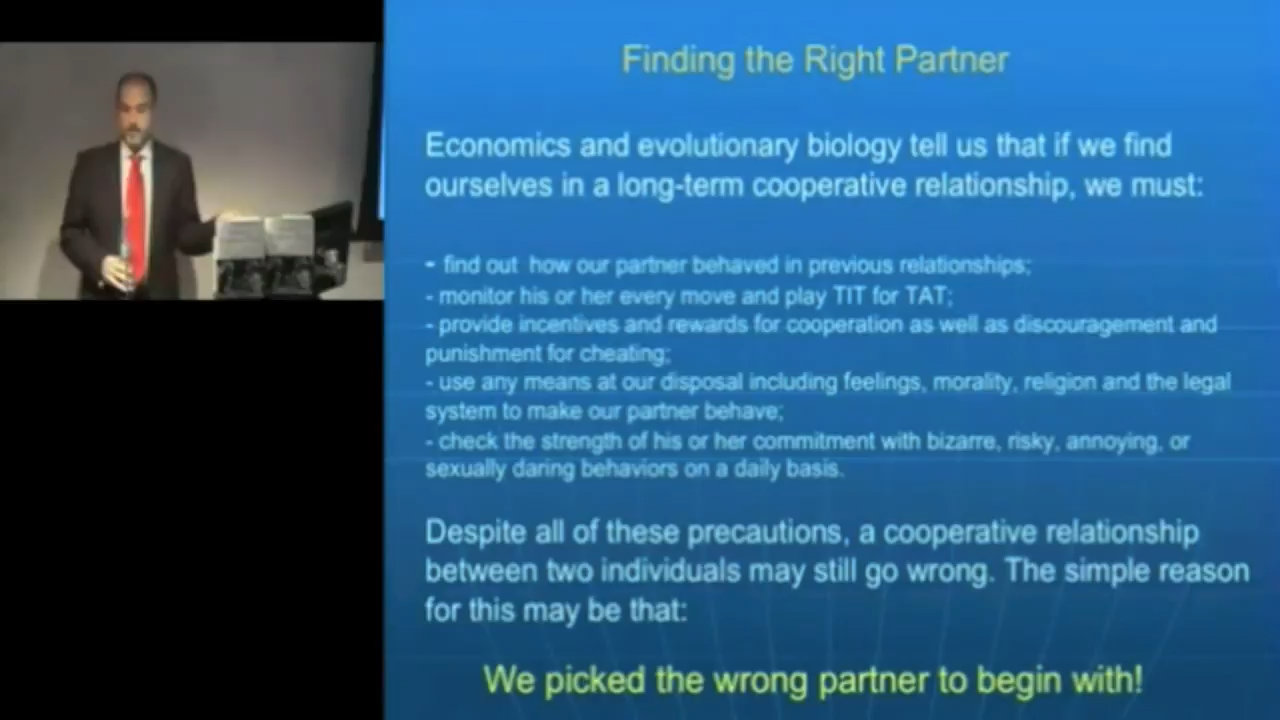 Finding the Right Partner
Economics and evolutionary biology tell us that if we find
ourselves in a long-term cooperative relationship, we must:
- find out how our partner behaved in previous relationships;
- monitor his or her every move and play TIT for TAT;
- provide incentives and rewards for cooperation as well as discouragement and
punishment for cheating;
- use any means at our disposal including feelings, morality, religion and the legal
system to make our partner behave;
- check the strength of his or her commitment with bizarre, risky, annoying, or
sexually daring behaviors on a daily basis.
Despite all of these precautions, a cooperative relationship
between two individuals may still go wrong. The simple reason
for this may be that:
We picked the wrong partner to begin with!